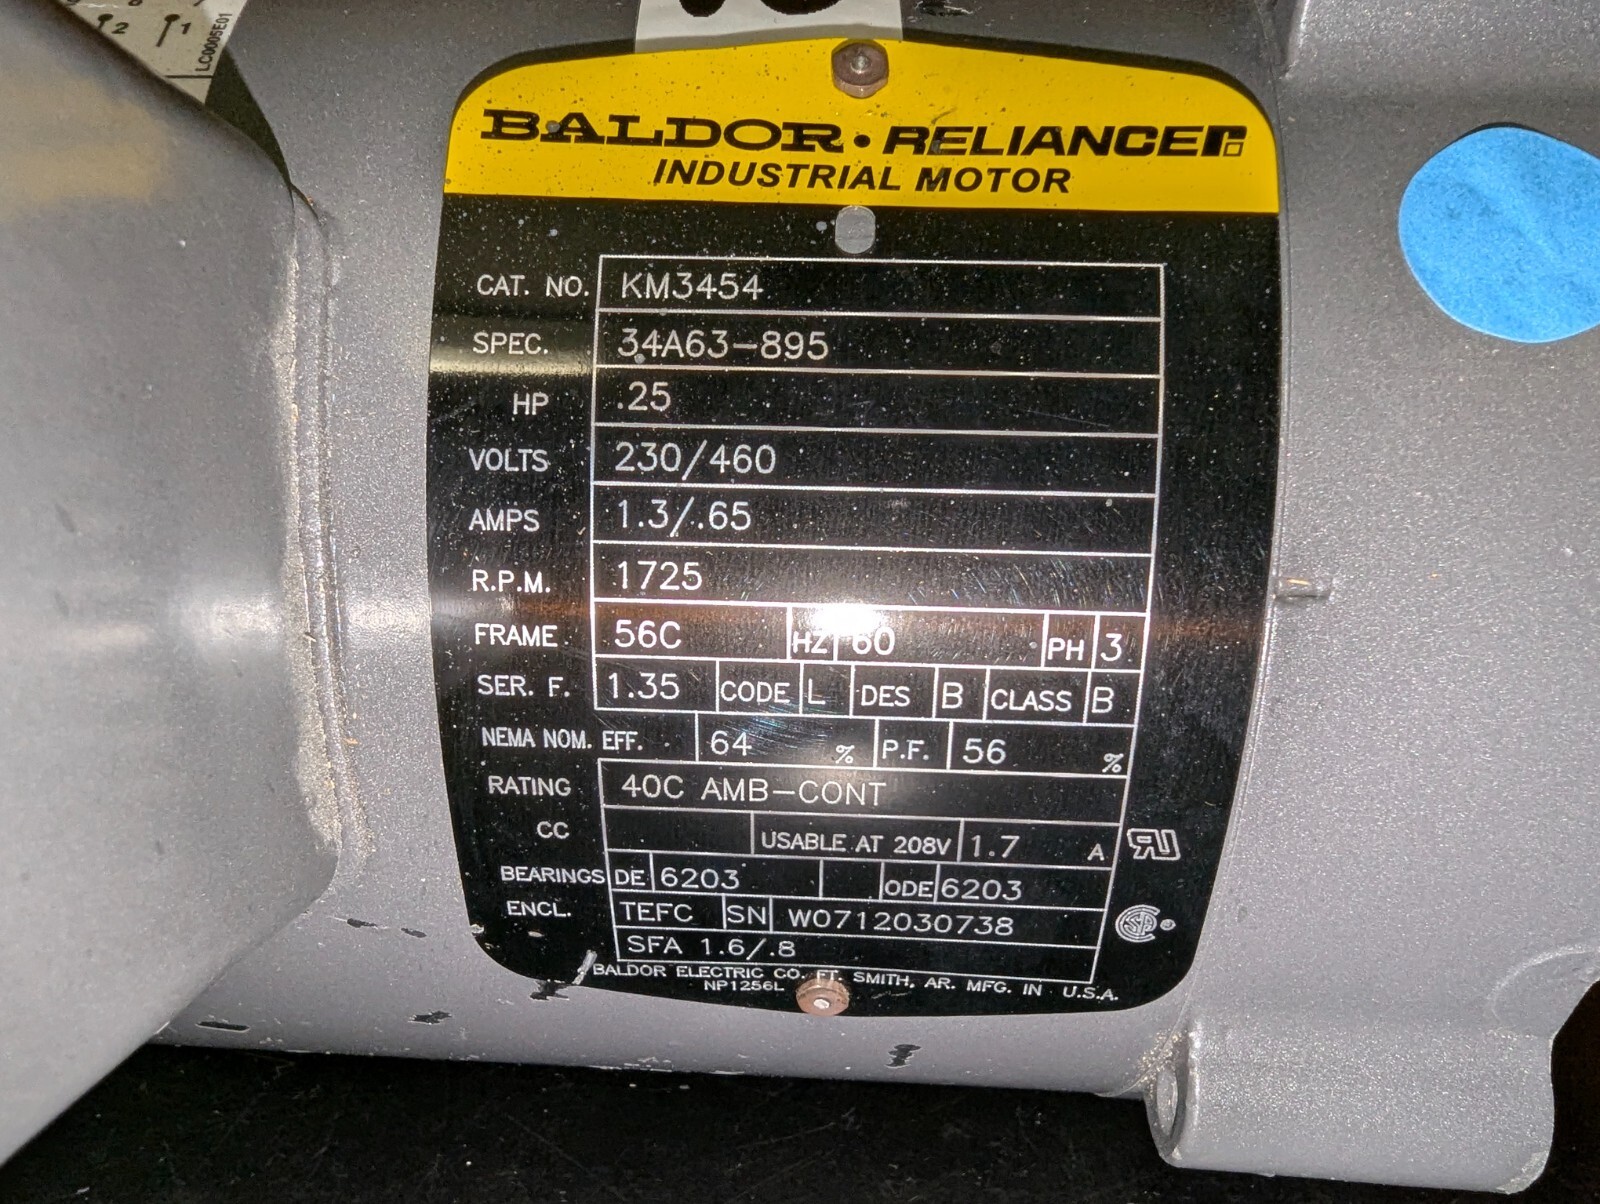 2 1
LC0005E01
BALDOR • RELIANCE
INDUSTRIAL MOTOR
CAT. NO. KM3454
SPEC. 34A63-895
HP .25
VOLTS 230/460
AMPS 1.3/.65
R.P.M. 1725
FRAME 56C HZ 60 PH 3
SER. F. 1.35 CODE L DES B CLASS B
NEMA NOM. EFF. 64 % P.F. 56 %
RATING 40C AMB-CONT
CC USABLE AT 208V 1.7 A
BEARINGS DE 6203 ODE 6203
ENCL. TEFC SN W0712030738
SFA 1.6/.8
BALDOR ELECTRIC CO. FT. SMITH, AR. MFG. IN U.S.A.
NP1256L